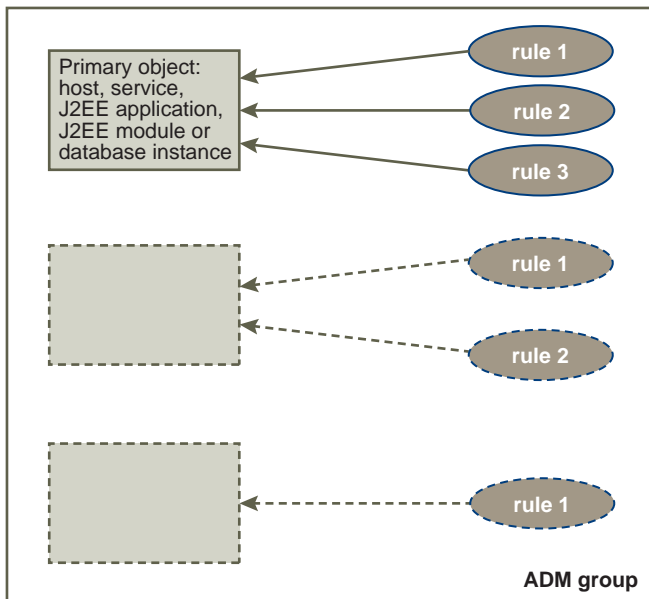 Primary object:
host, service,
J2EE application,
J2EE module or
database instance
rule 1
rule 2
rule 3
rule 1
rule 2
rule 1
ADM group